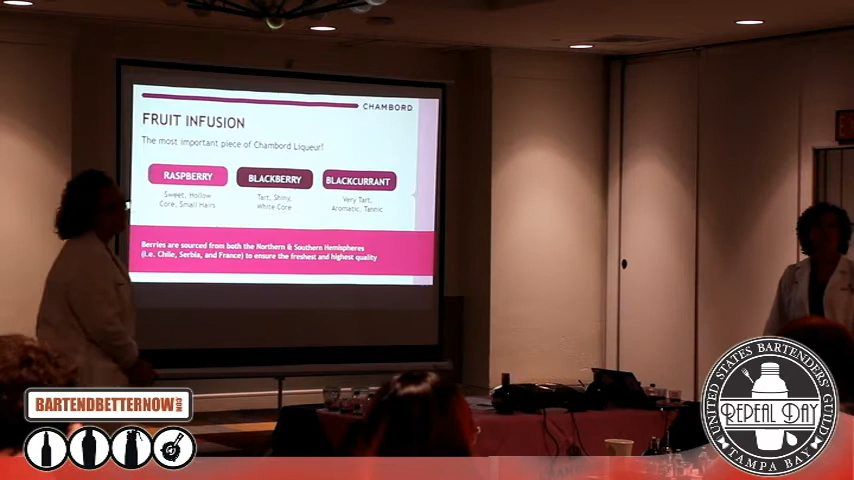 CHAMBORD
FRUIT INFUSION
The most important piece of Chambord Liqueur!
RASPBERRY
Sweet, Hollow
Core, Small Hairs
BLACKBERRY
Tart, Shiny,
White Core
BLACKCURRANT
Very Tart,
Aromatic, Tannic
Berries are sourced from both the Northern & Southern Hemispheres
(i.e. Chile, Serbia, and France) to ensure the freshest and highest quality
BARTENDBETTERNOW.COM
UNITED STATES BARTENDERS' GUILD
REPEAL DAY
TAMPA BAY